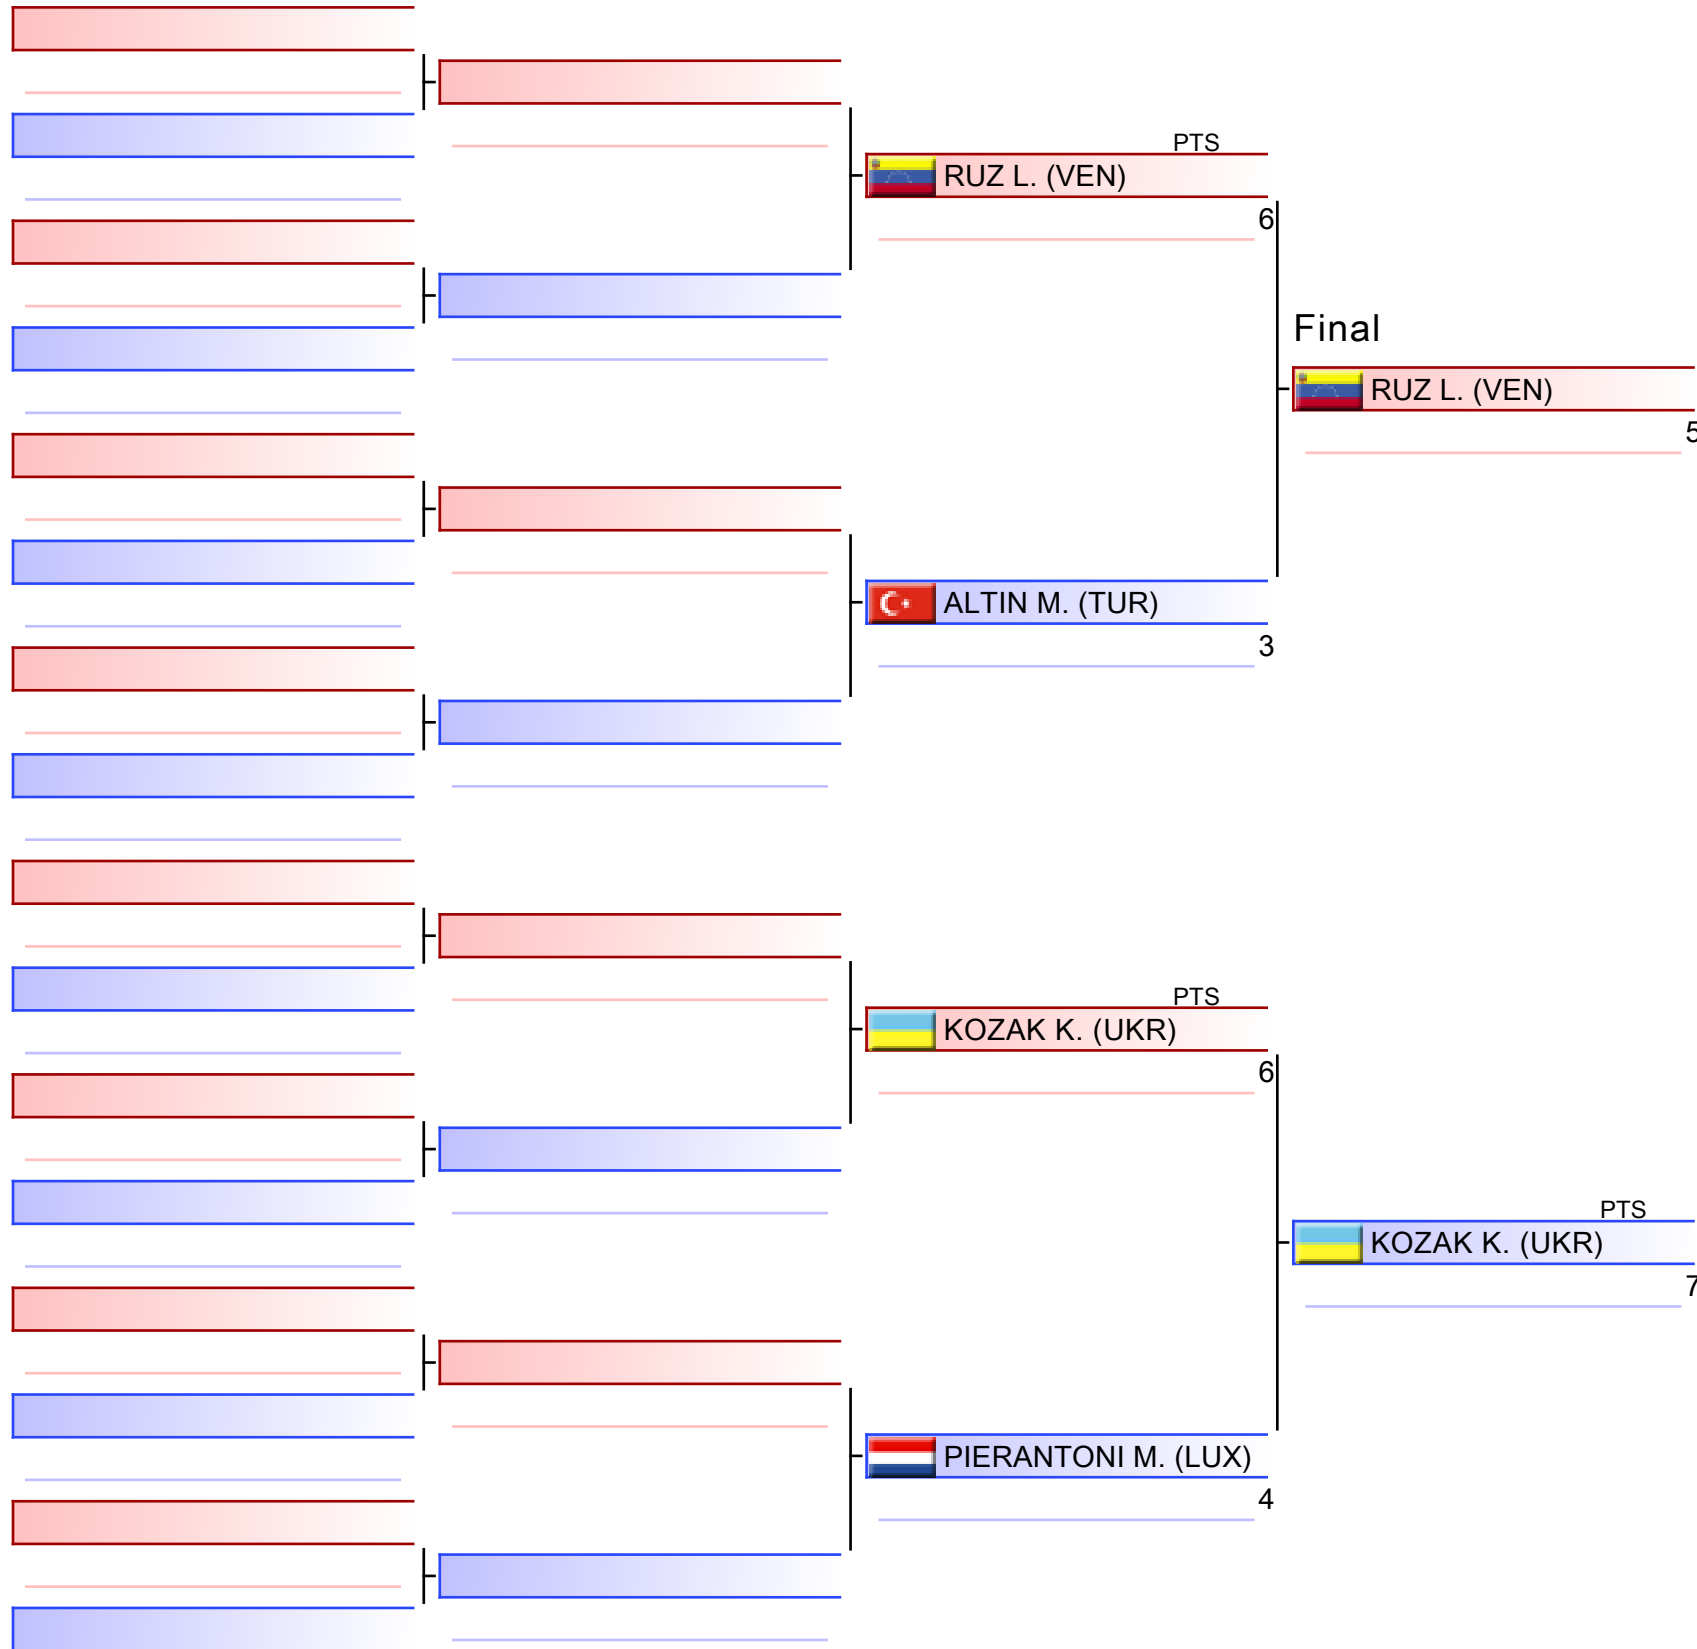 PTS
RUZ L. (VEN)
6
Final
RUZ L. (VEN)
5
ALTIN M. (TUR)
3
PTS
KOZAK K. (UKR)
6
PTS
KOZAK K. (UKR)
7
PIERANTONI M. (LUX)
4